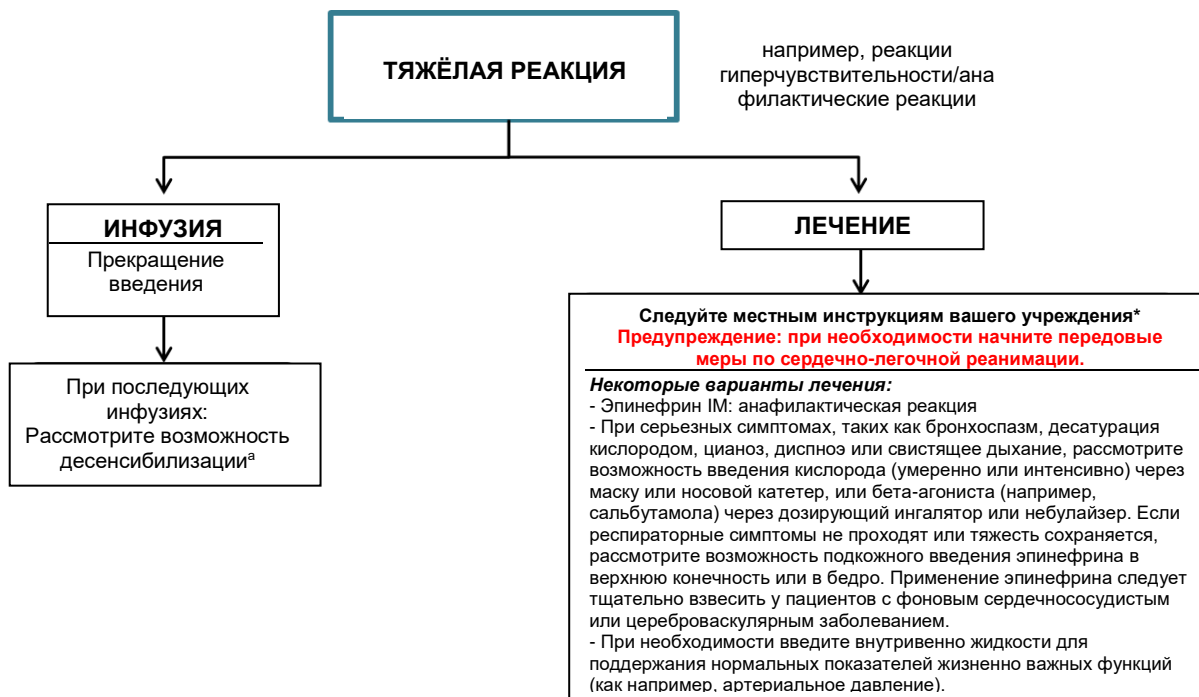 ТЯЖЁЛАЯ РЕАКЦИЯ
например, реакции
гиперчувствительности/ана
филактические реакции
ИНФУЗИЯ
Прекращение
введения
При последующих
инфузиях:
Рассмотрите возможность
десенсибилизацииᵃ
ЛЕЧЕНИЕ
Следуйте местным инструкциям вашего учреждения*
Предупреждение: при необходимости начните передовые
меры по сердечно-легочной реанимации.
Некоторые варианты лечения:
- Эпинефрин IM: анафилактическая реакция
- При серьезных симптомах, таких как бронхоспазм, десатурация
кислородом, цианоз, диспноэ или свистящее дыхание, рассмотрите
возможность введения кислорода (умеренно или интенсивно) через
маску или носовой катетер, или бета-агониста (например,
сальбутамола) через дозирующий ингалятор или небулайзер. Если
респираторные симптомы не проходят или тяжесть сохраняется,
рассмотрите возможность подкожного введения эпинефрина в
верхнюю конечность или в бедро. Применение эпинефрина следует
тщательно взвесить у пациентов с фоновым сердечнососудистым
или цереброваскулярным заболеванием.
- При необходимости введите внутривенно жидкости для
поддержания нормальных показателей жизненно важных функций
(как например, артериальное давление).